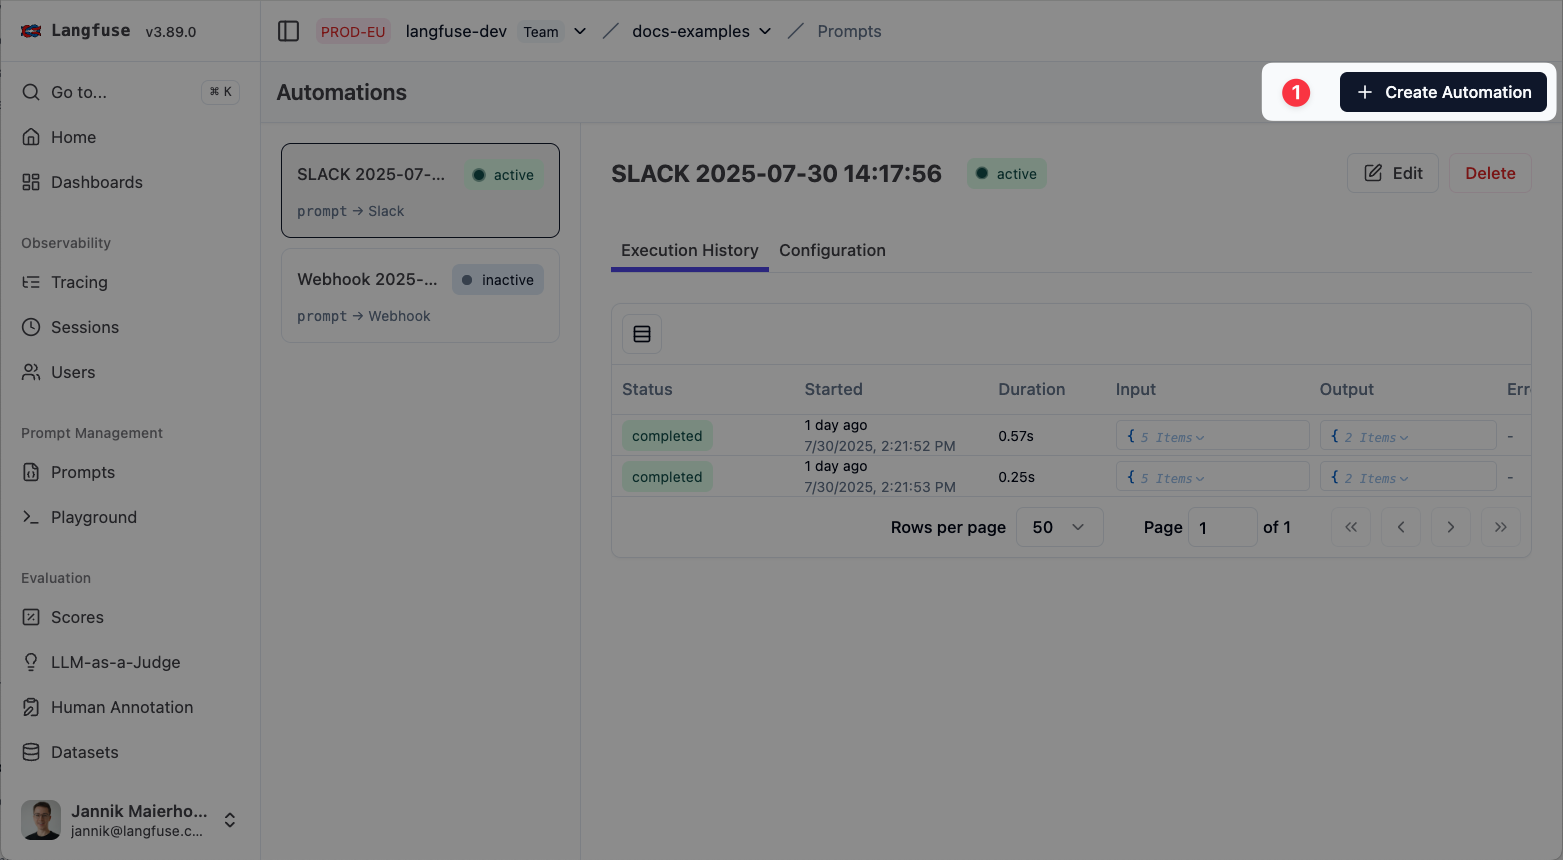 Langfuse v3.89.0
PROD-EU langfuse-dev Team docs-examples Prompts
Go to... ⌘ K
Home
Dashboards
Observability
Tracing
Sessions
Users
Prompt Management
Prompts
Playground
Evaluation
Scores
LLM-as-a-Judge
Human Annotation
Datasets
Jannik Maierho...
jannik@langfuse.c...
Automations
1 + Create Automation
SLACK 2025-07-... active
prompt → Slack
Webhook 2025-... inactive
prompt → Webhook
SLACK 2025-07-30 14:17:56 active Edit Delete
Execution History Configuration
Status Started Duration Input Output Err
completed 1 day ago 7/30/2025, 2:21:52 PM 0.57s { 5 Items { 2 Items -
completed 1 day ago 7/30/2025, 2:21:53 PM 0.25s { 5 Items { 2 Items -
Rows per page 50 Page 1 of 1